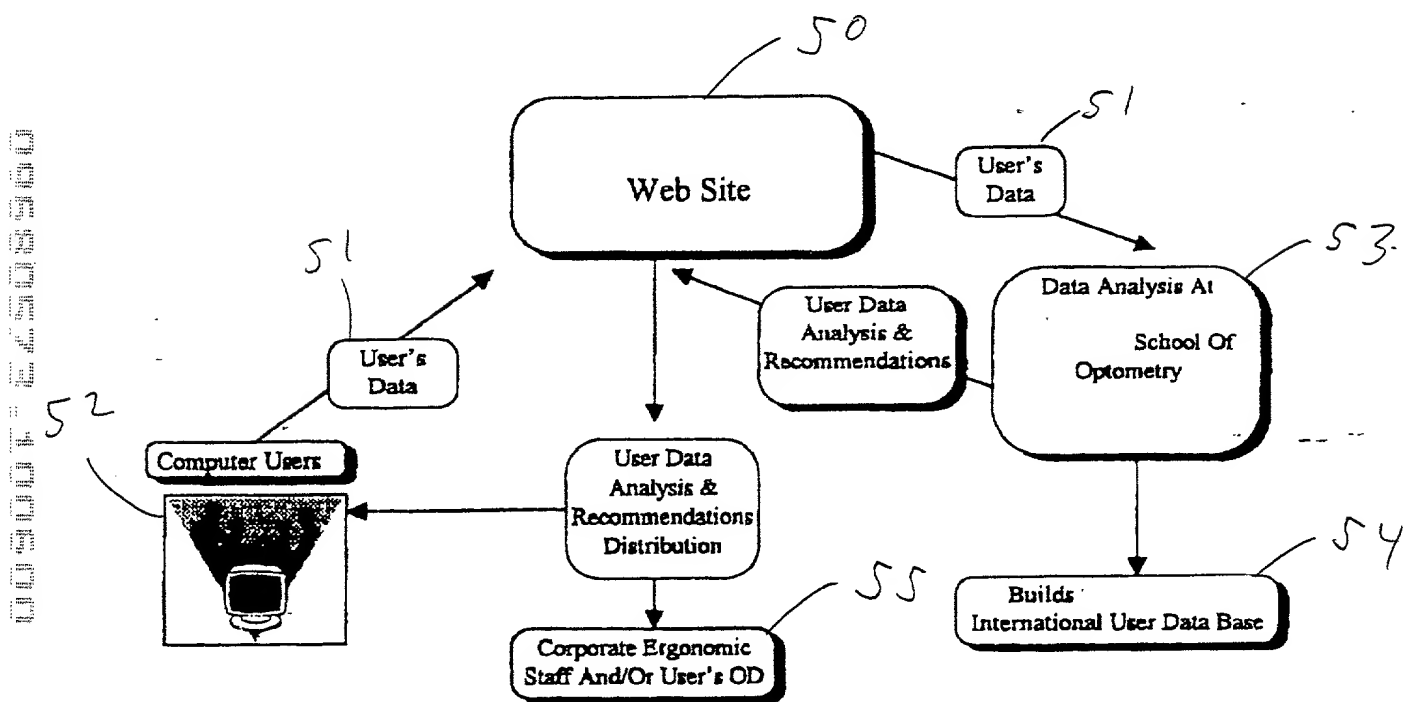 50
Web Site
51
User's
Data
53
Data Analysis At
School Of
Optometry
User Data
Analysis &
Recommendations
51
User's
Data
52
Computer Users
User Data
Analysis &
Recommendations
Distribution
54
Builds
International User Data Base
55
Corporate Ergonomic
Staff And/Or User's OD